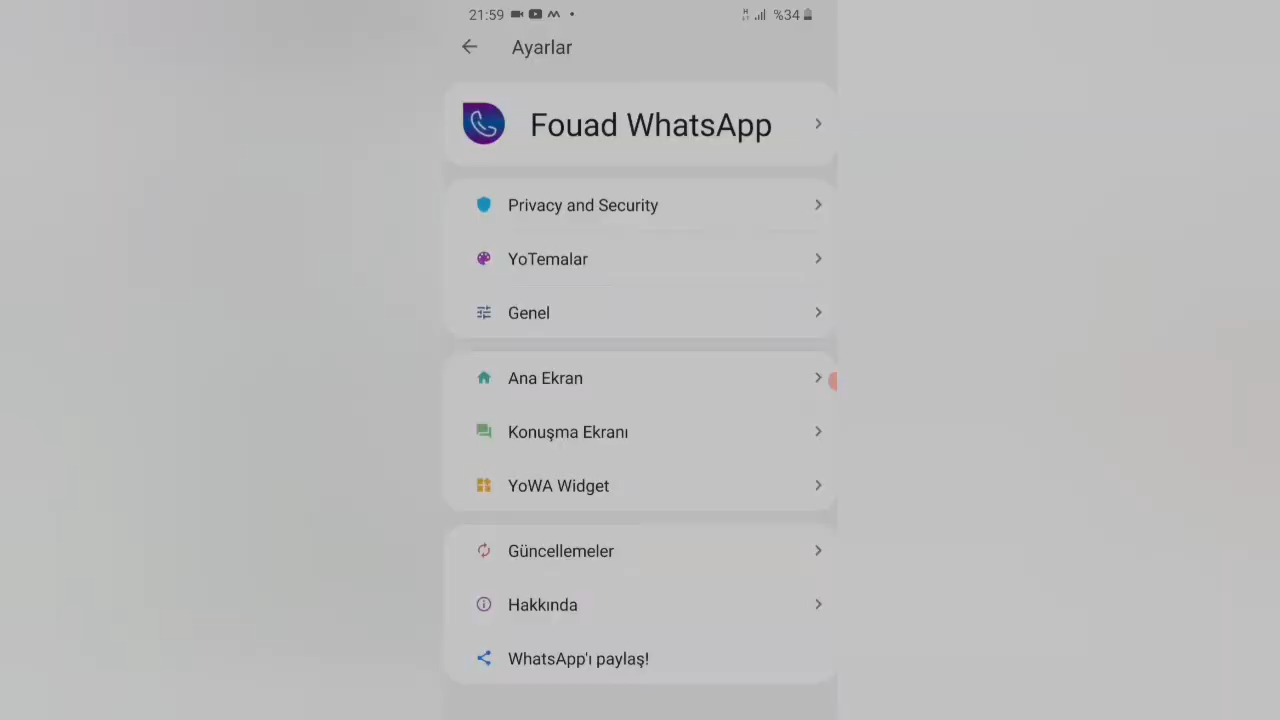 21:59 %34
Ayarlar
Fouad WhatsApp
Privacy and Security
YoTemalar
Genel
Ana Ekran
Konuşma Ekranı
YoWA Widget
Güncellemeler
Hakkında
WhatsApp'ı paylaş!